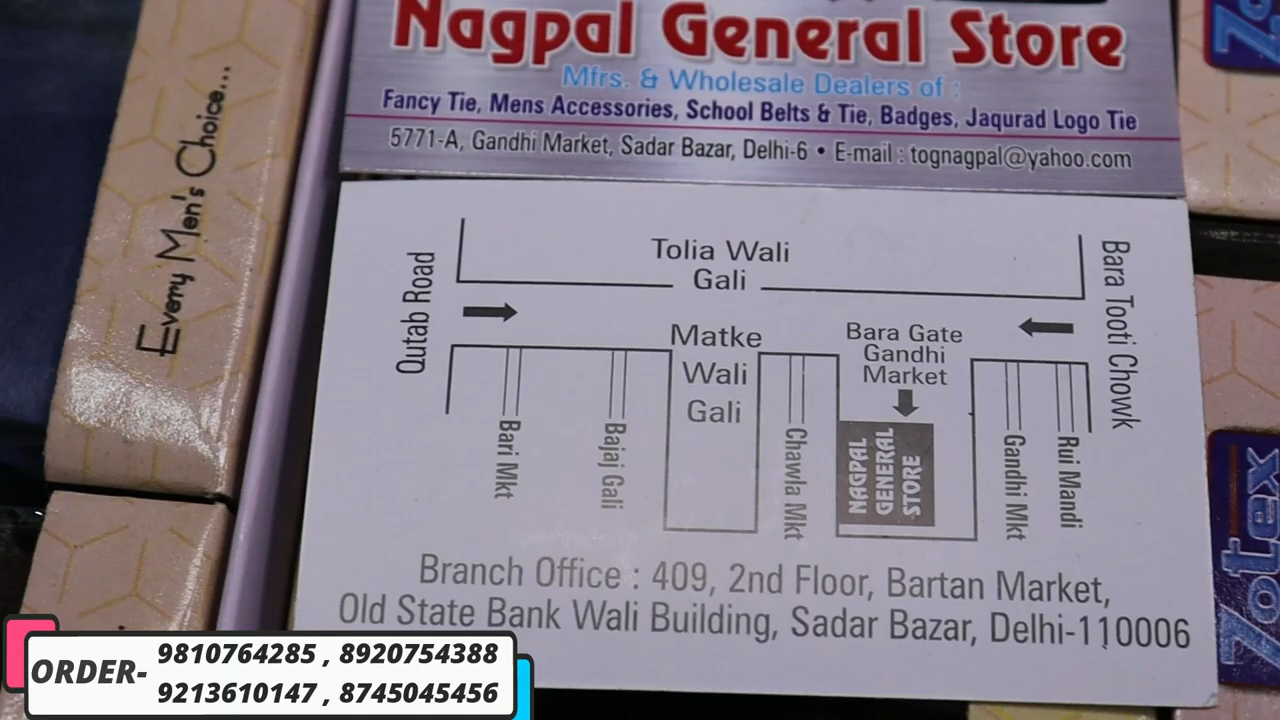 Nagpal General Store
Mfrs. & Wholesale Dealers of :
Fancy Tie, Mens Accessories, School Belts & Tie, Badges, Jaqurad Logo Tie
5771-A, Gandhi Market, Sadar Bazar, Delhi-6 • E-mail : tognagpal@yahoo.com
Every Men's Choice...
Tolia Wali
Gali
Outab Road
Bara Tooti Chowk
Matke
Wali
Gali
Bara Gate
Gandhi
Market
Bari Mkt
Bajaj Gali
Chawla Mkt
NAGPAL
GENERAL
STORE
Gandhi Mkt
Rui Mandi
Branch Office : 409, 2nd Floor, Bartan Market,
Old State Bank Wali Building, Sadar Bazar, Delhi-110006
Zotex
ORDER-
9810764285 , 8920754388
9213610147 , 8745045456